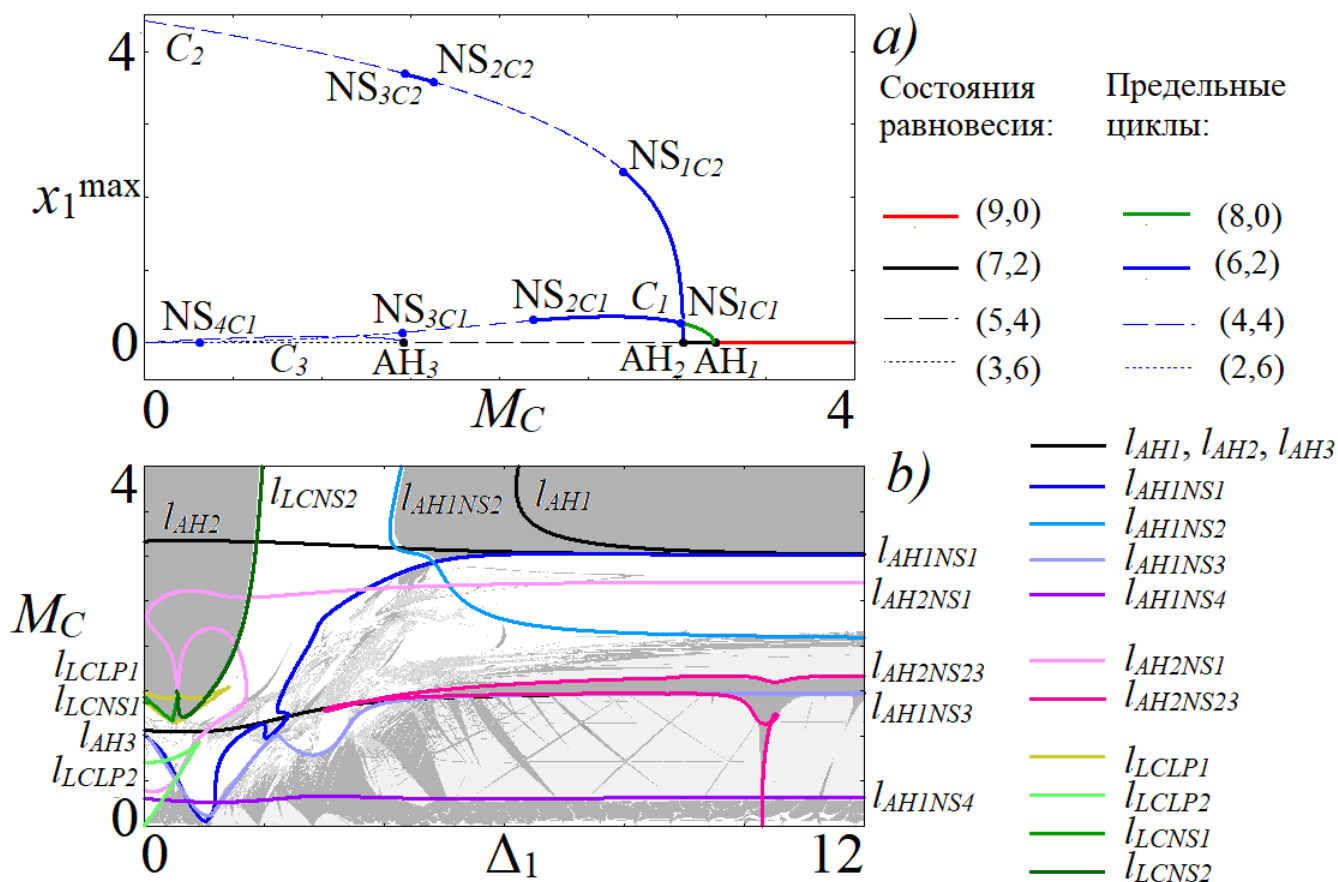 a)
4
C2
NS3C2
NS2C2
NS1C2
x1max
NS4C1
NS3C1
NS2C1
C1
NS1C1
0
C3
AH3
AH2
AH1
0
MC
4
Состояния равновесия:
Предельные циклы:
(9,0)
(8,0)
(7,2)
(6,2)
(5,4)
(4,4)
(3,6)
(2,6)
b)
4
lAH2
lLCNS2
lAH1NS2
lAH1
MC
lLCLP1
lLCNS1
lAH3
lLCLP2
0
lAH1NS1
lAH2NS1
lAH2NS23
lAH1NS3
lAH1NS4
0
Δ1
12
lAH1, lAH2, lAH3
lAH1NS1
lAH1NS2
lAH1NS3
lAH1NS4
lAH2NS1
lAH2NS23
lLCLP1
lLCLP2
lLCNS1
lLCNS2